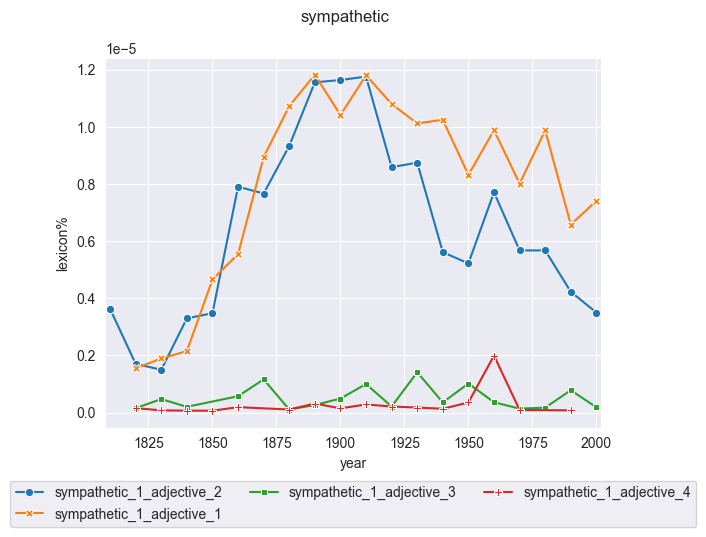 sympathetic
1e−5
1.2
1.0
0.8
0.6
0.4
0.2
0.0
lexicon%
1825 1850 1875 1900 1925 1950 1975 2000
year
sympathetic_1_adjective_2 sympathetic_1_adjective_3 sympathetic_1_adjective_4
sympathetic_1_adjective_1